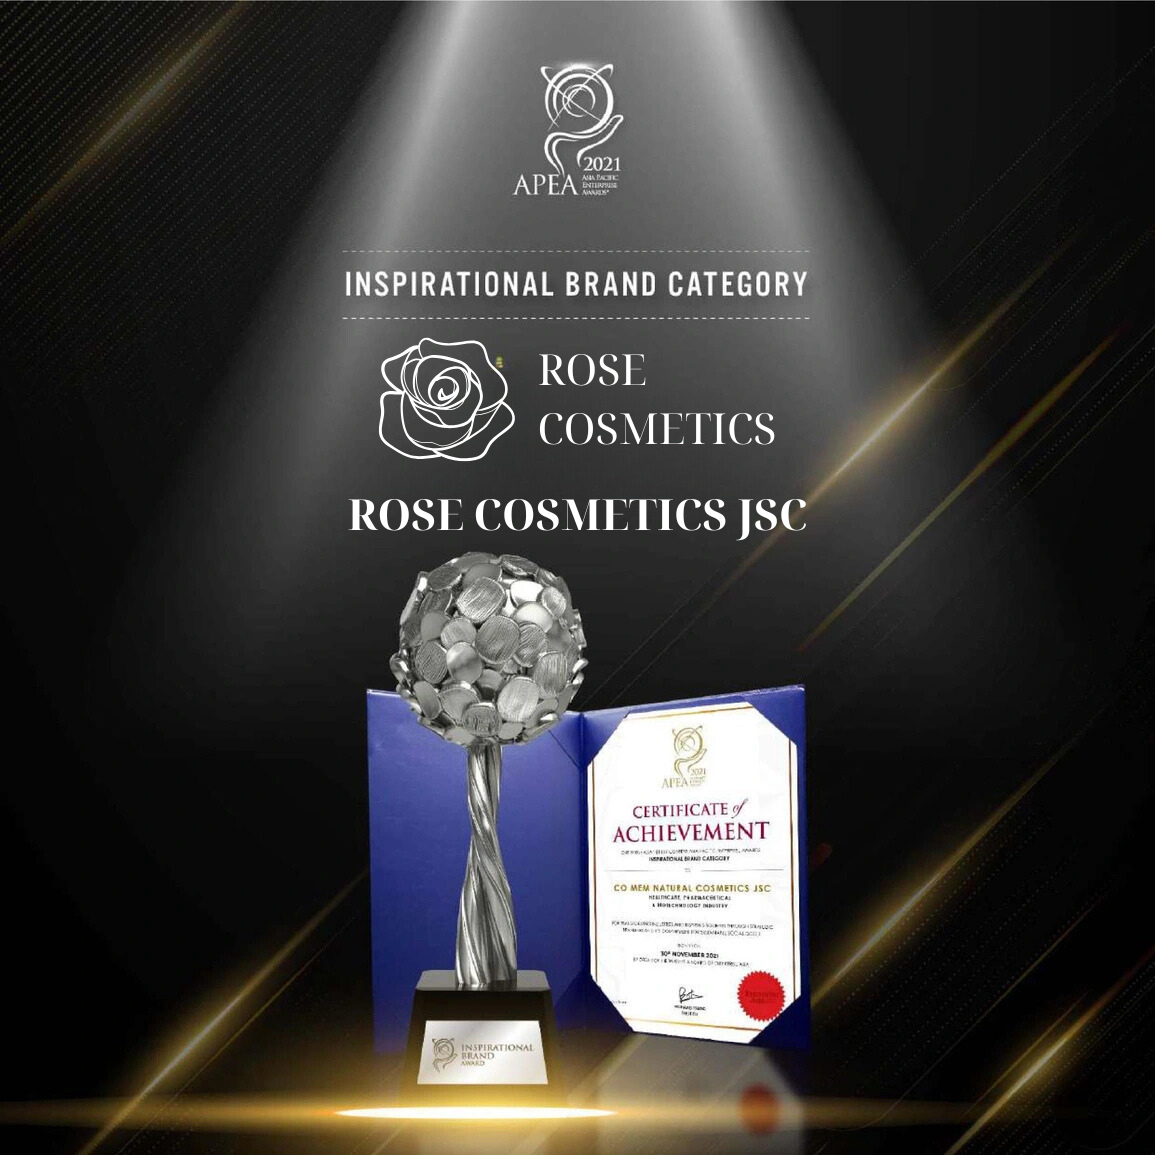 2021
APEA ASIA PACIFIC
ENTERPRISE
AWARDS
INSPIRATIONAL BRAND CATEGORY
ROSE
COSMETICS
ROSE COSMETICS JSC
2021
APEA
CERTIFICATE of
ACHIEVEMENT
INSPIRATIONAL BRAND CATEGORY
CO MEM NATURAL COSMETICS JSC
HEALTHCARE, PHARMACEUTICAL
& BIOTECHNOLOGY INDUSTRY
30th NOVEMBER 2021
INSPIRATIONAL
BRAND
AWARD